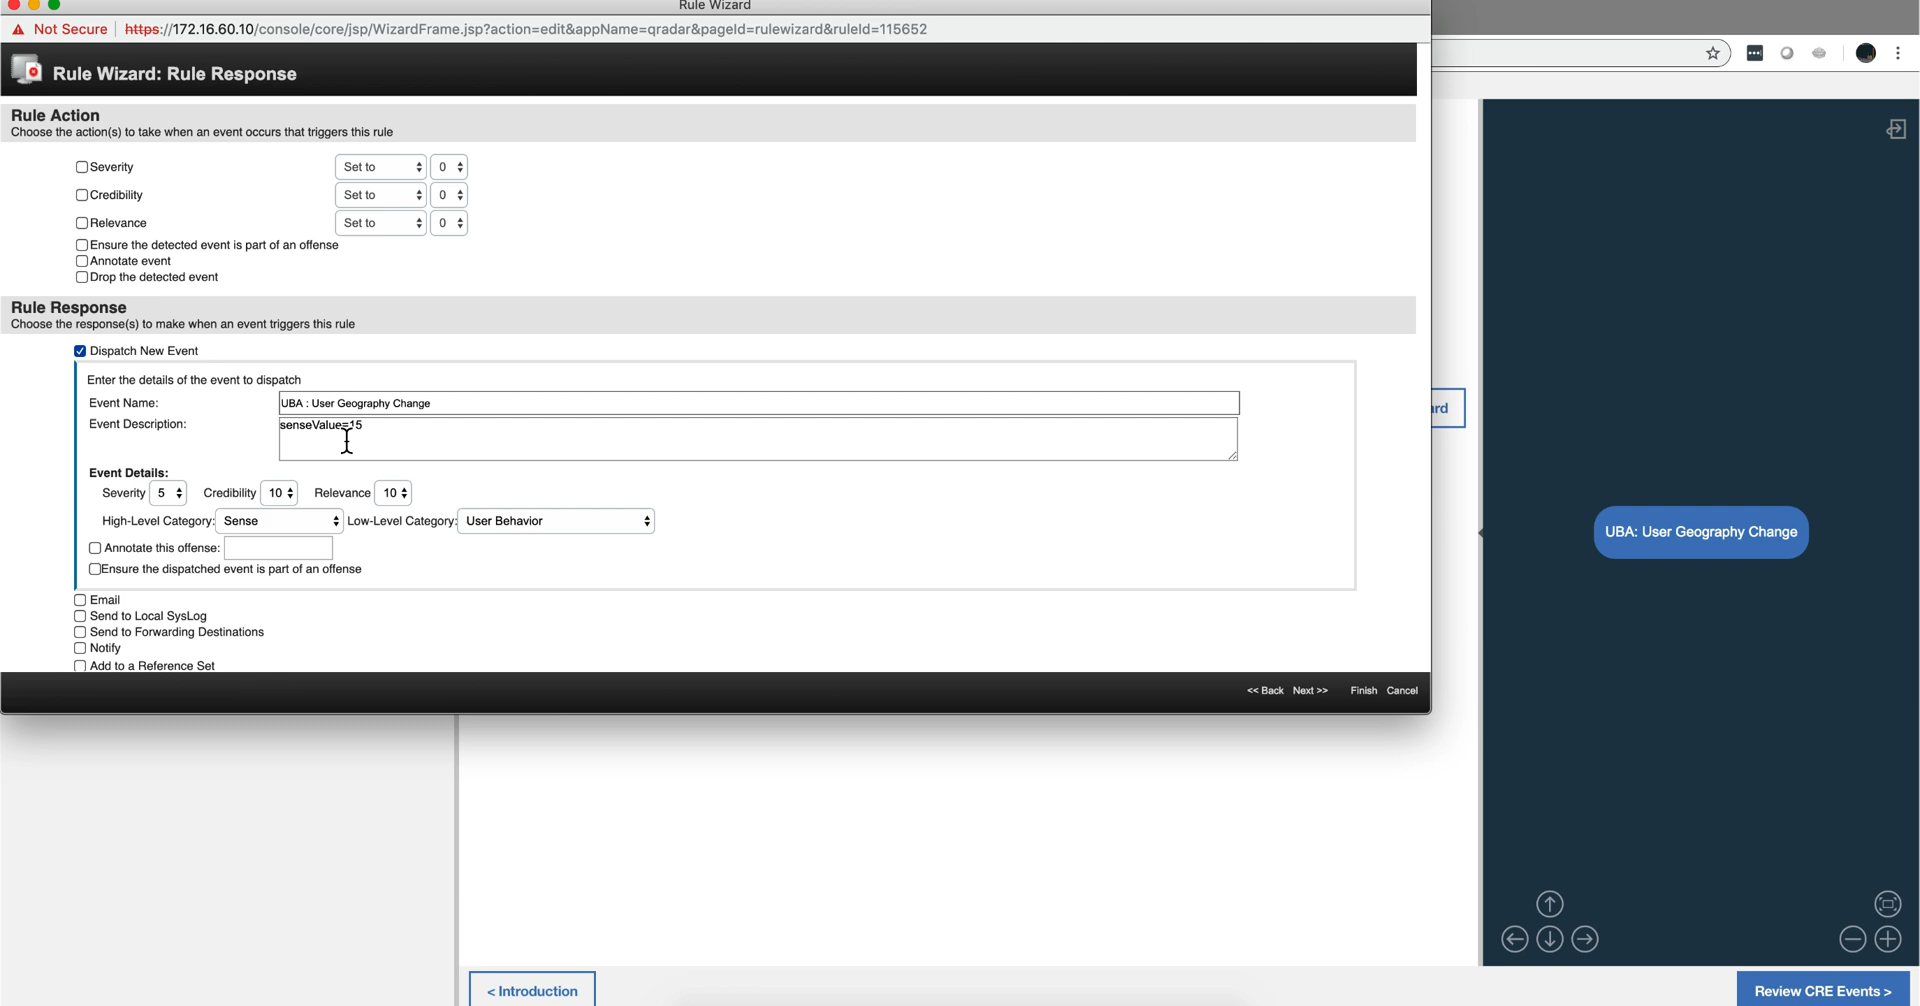 Rule Wizard
Not Secure https://172.16.60.10/console/core/jsp/WizardFrame.jsp?action=edit&appName=qradar&pageId=rulewizard&ruleId=115652
Rule Wizard: Rule Response
Rule Action
Choose the action(s) to take when an event occurs that triggers this rule
Severity Set to 0
Credibility Set to 0
Relevance Set to 0
Ensure the detected event is part of an offense
Annotate event
Drop the detected event
Rule Response
Choose the response(s) to make when an event triggers this rule
Dispatch New Event
Enter the details of the event to dispatch
Event Name: UBA : User Geography Change
Event Description: senseValue=15
Event Details:
Severity 5 Credibility 10 Relevance 10
High-Level Category: Sense Low-Level Category: User Behavior
Annotate this offense:
Ensure the dispatched event is part of an offense
Email
Send to Local SysLog
Send to Forwarding Destinations
Notify
Add to a Reference Set
<< Back Next >> Finish Cancel
rd
UBA: User Geography Change
< Introduction
Review CRE Events >